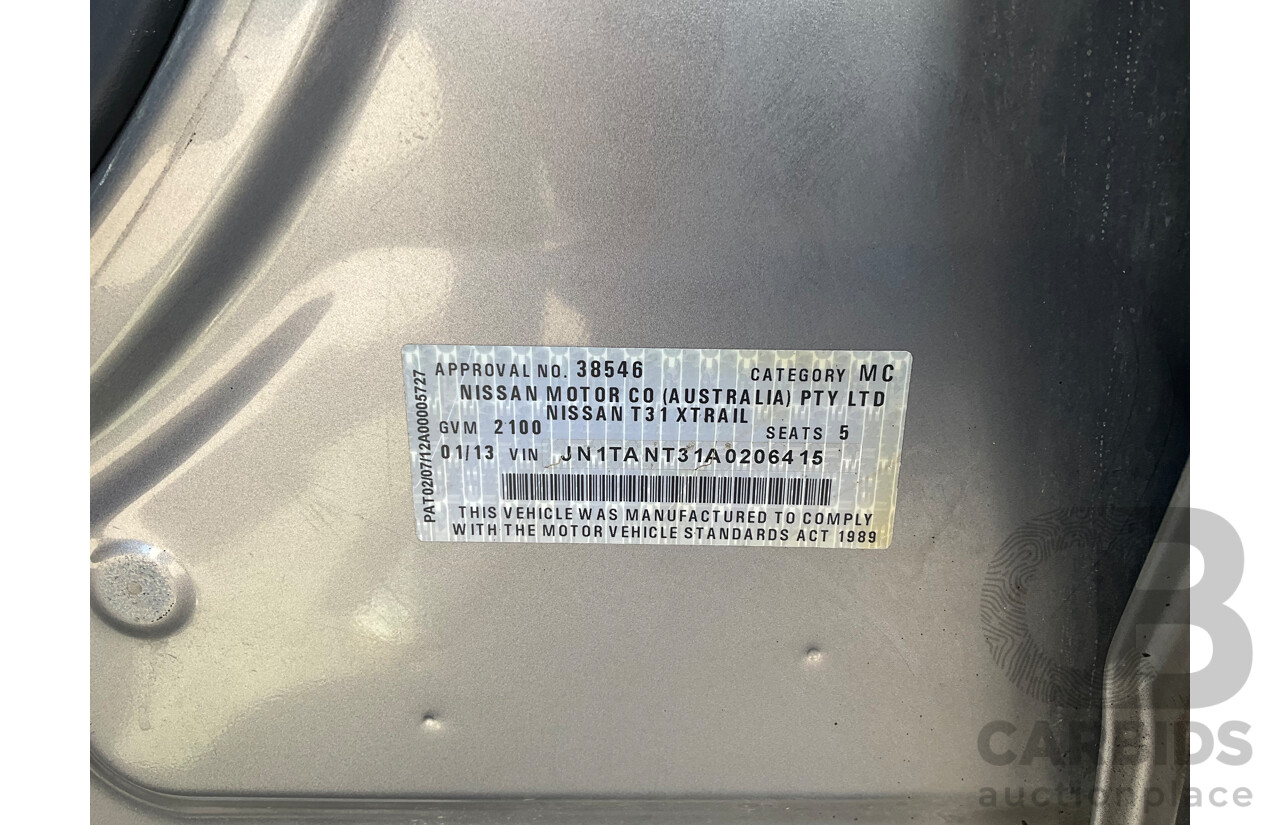 APPROVAL NO. 38546 CATEGORY MC
NISSAN MOTOR CO (AUSTRALIA) PTY LTD
NISSAN T31 XTRAIL
GVM 2100 SEATS 5
01/13 VIN JN1TANT31A0206415
THIS VEHICLE WAS MANUFACTURED TO COMPLY
WITH THE MOTOR VEHICLE STANDARDS ACT 1989
PAT02/07/12A00005727
CB
CARBIDS
auctionplace